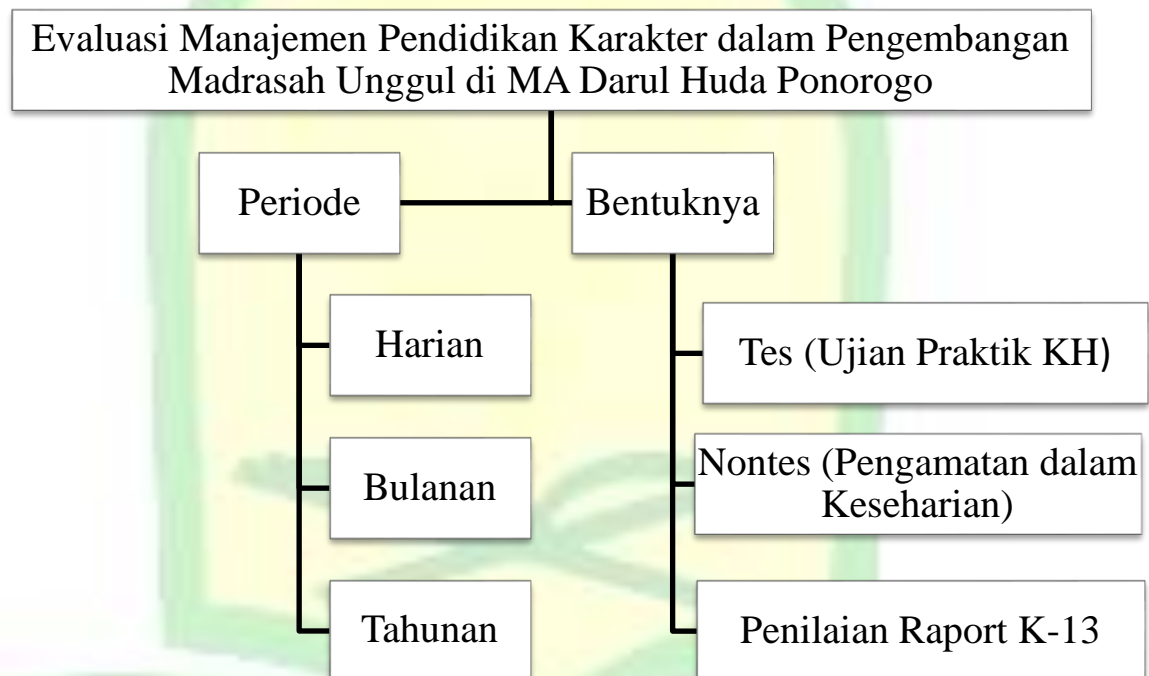 Evaluasi Manajemen Pendidikan Karakter dalam Pengembangan
Madrasah Unggul di MA Darul Huda Ponorogo
Periode
Bentuknya
Harian
Bulanan
Tahunan
Tes (Ujian Praktik KH)
Nontes (Pengamatan dalam
Keseharian)
Penilaian Raport K-13